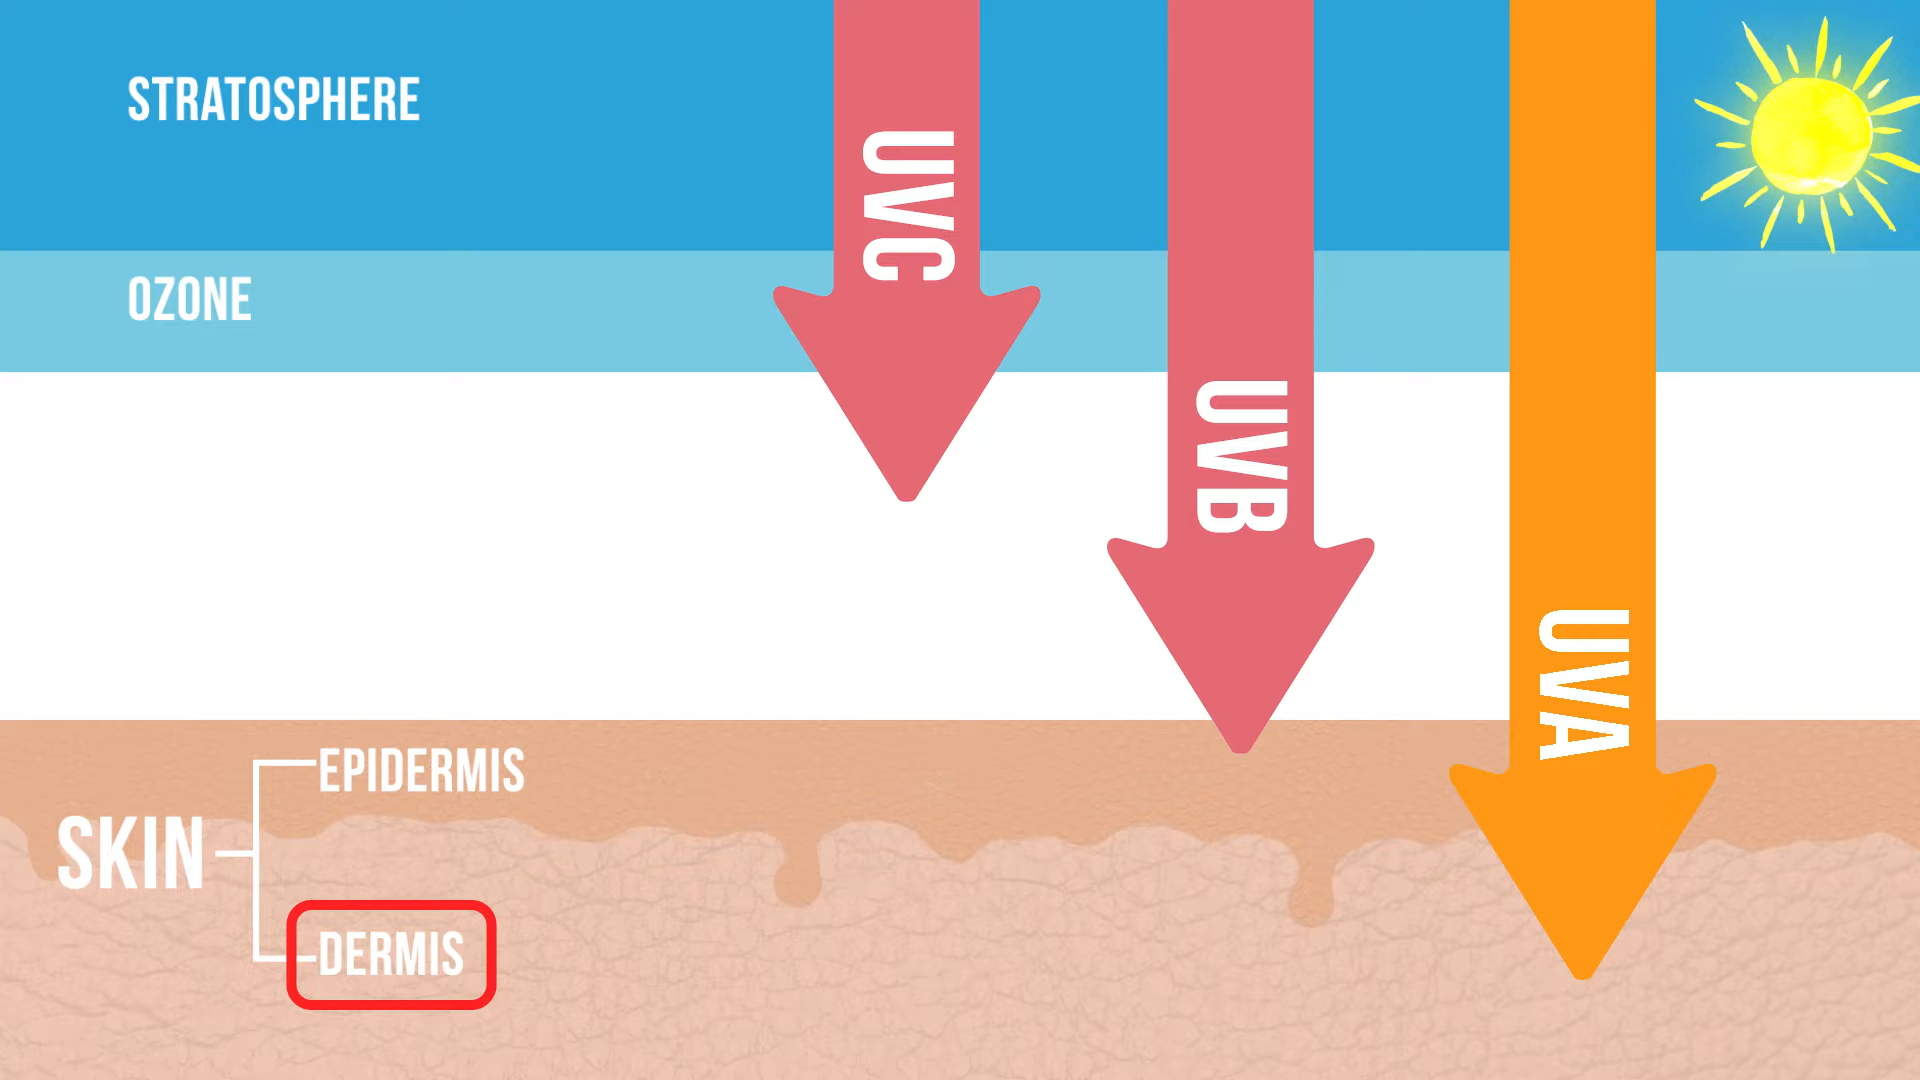 STRATOSPHERE
OZONE
UVC
UVB
UVA
EPIDERMIS
SKIN
DERMIS